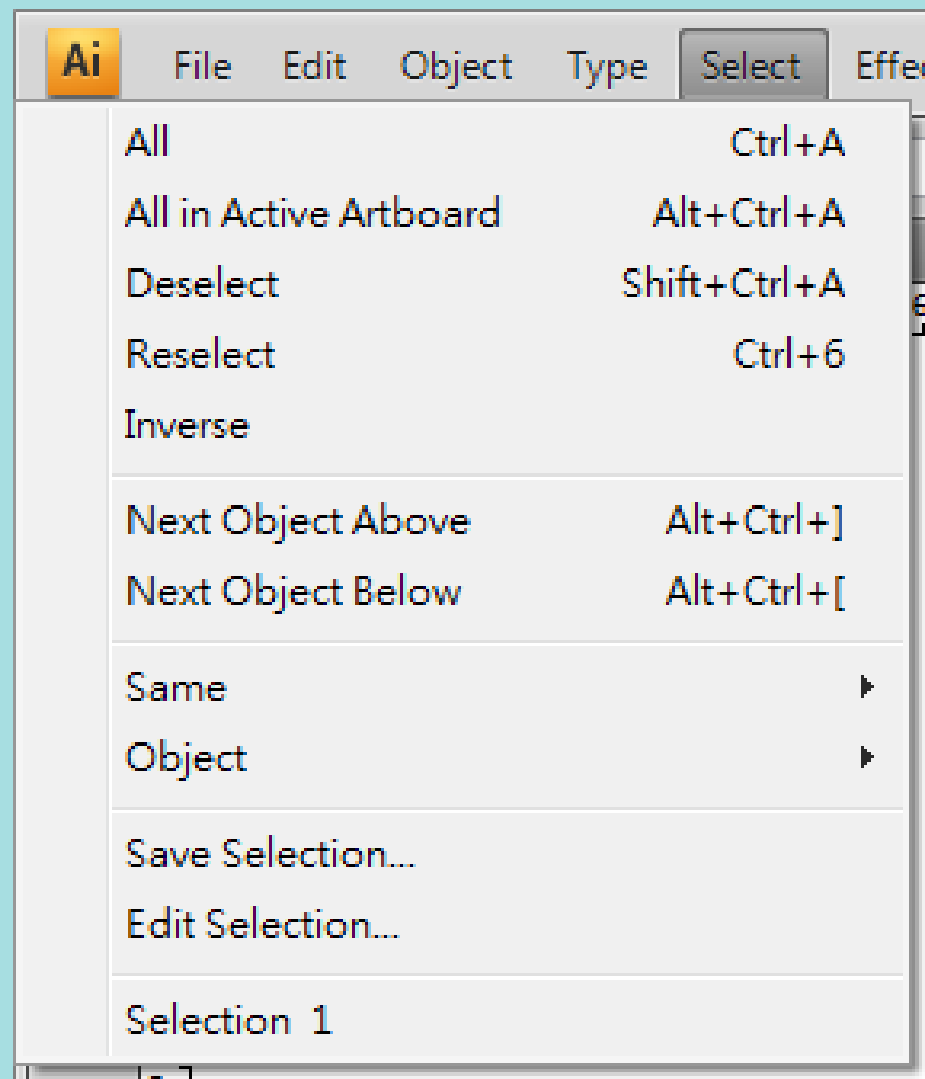 Ai File Edit Object Type Select Effe
All Ctrl+A
All in Active Artboard Alt+Ctrl+A
Deselect Shift+Ctrl+A
Reselect Ctrl+6
Inverse
Next Object Above Alt+Ctrl+]
Next Object Below Alt+Ctrl+[
Same
Object
Save Selection...
Edit Selection...
Selection 1